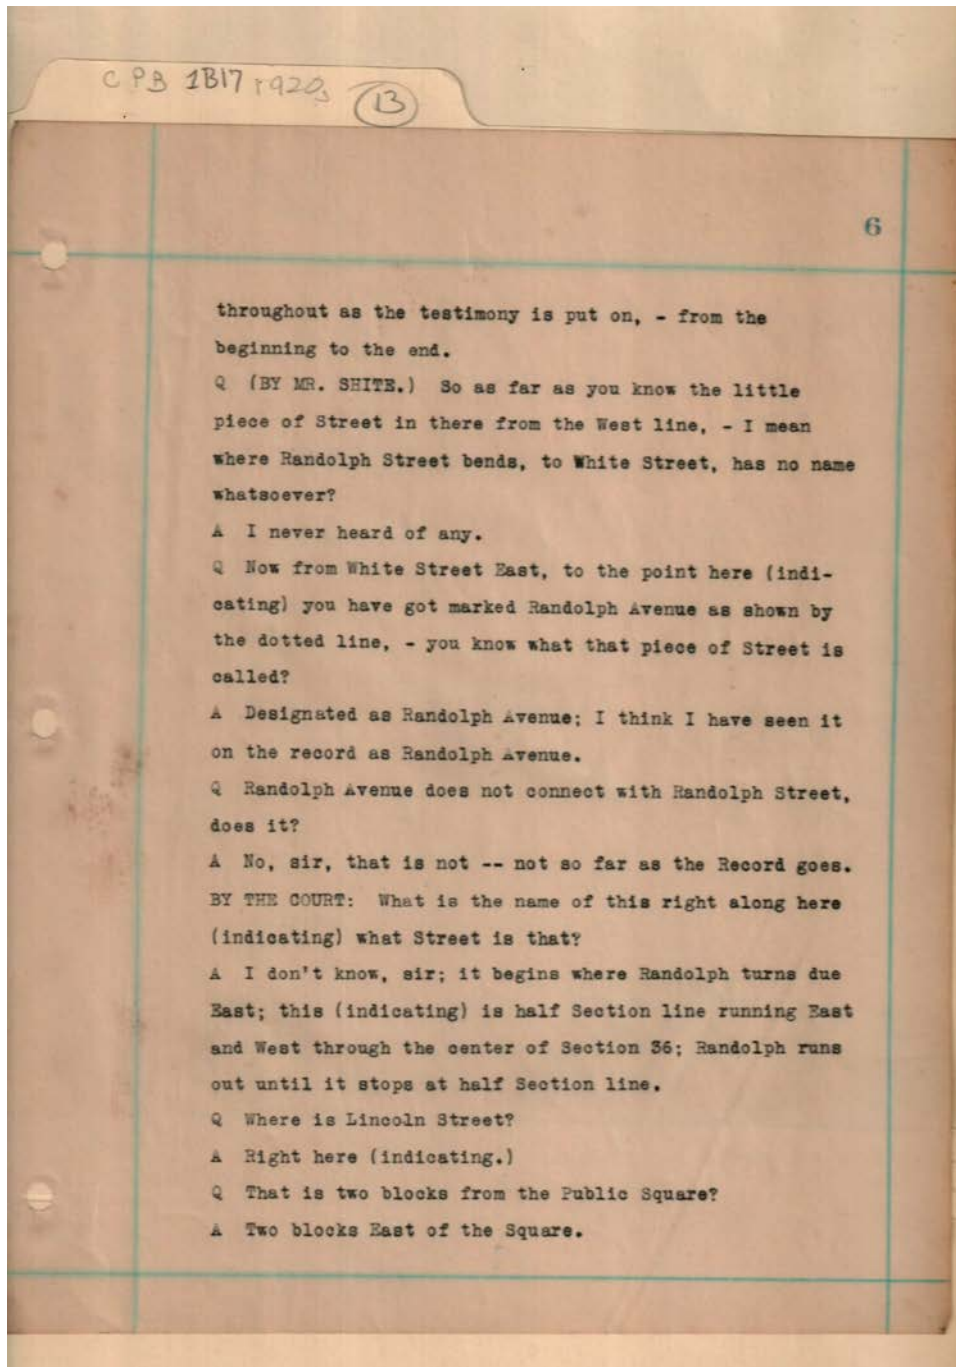 C P B 1B17 1920s 13
6
throughout as the testimony is put on, - from the
beginning to the end.
Q (BY MR. SHITE.) So as far as you know the little
piece of Street in there from the West line, - I mean
where Randolph Street bends, to White Street, has no name
whatsoever?
A I never heard of any.
Q Now from White Street East, to the point here (indi-
cating) you have got marked Randolph Avenue as shown by
the dotted line, - you know what that piece of Street is
called?
A Designated as Randolph Avenue; I think I have seen it
on the record as Randolph Avenue.
Q Randolph Avenue does not connect with Randolph Street,
does it?
A No, sir, that is not -- not so far as the Record goes.
BY THE COURT: What is the name of this right along here
(indicating) what Street is that?
A I don't know, sir; it begins where Randolph turns due
East; this (indicating) is half Section line running East
and West through the center of Section 36; Randolph runs
out until it stops at half Section line.
Q Where is Lincoln Street?
A Right here (indicating.)
Q That is two blocks from the Public Square?
A Two blocks East of the Square.